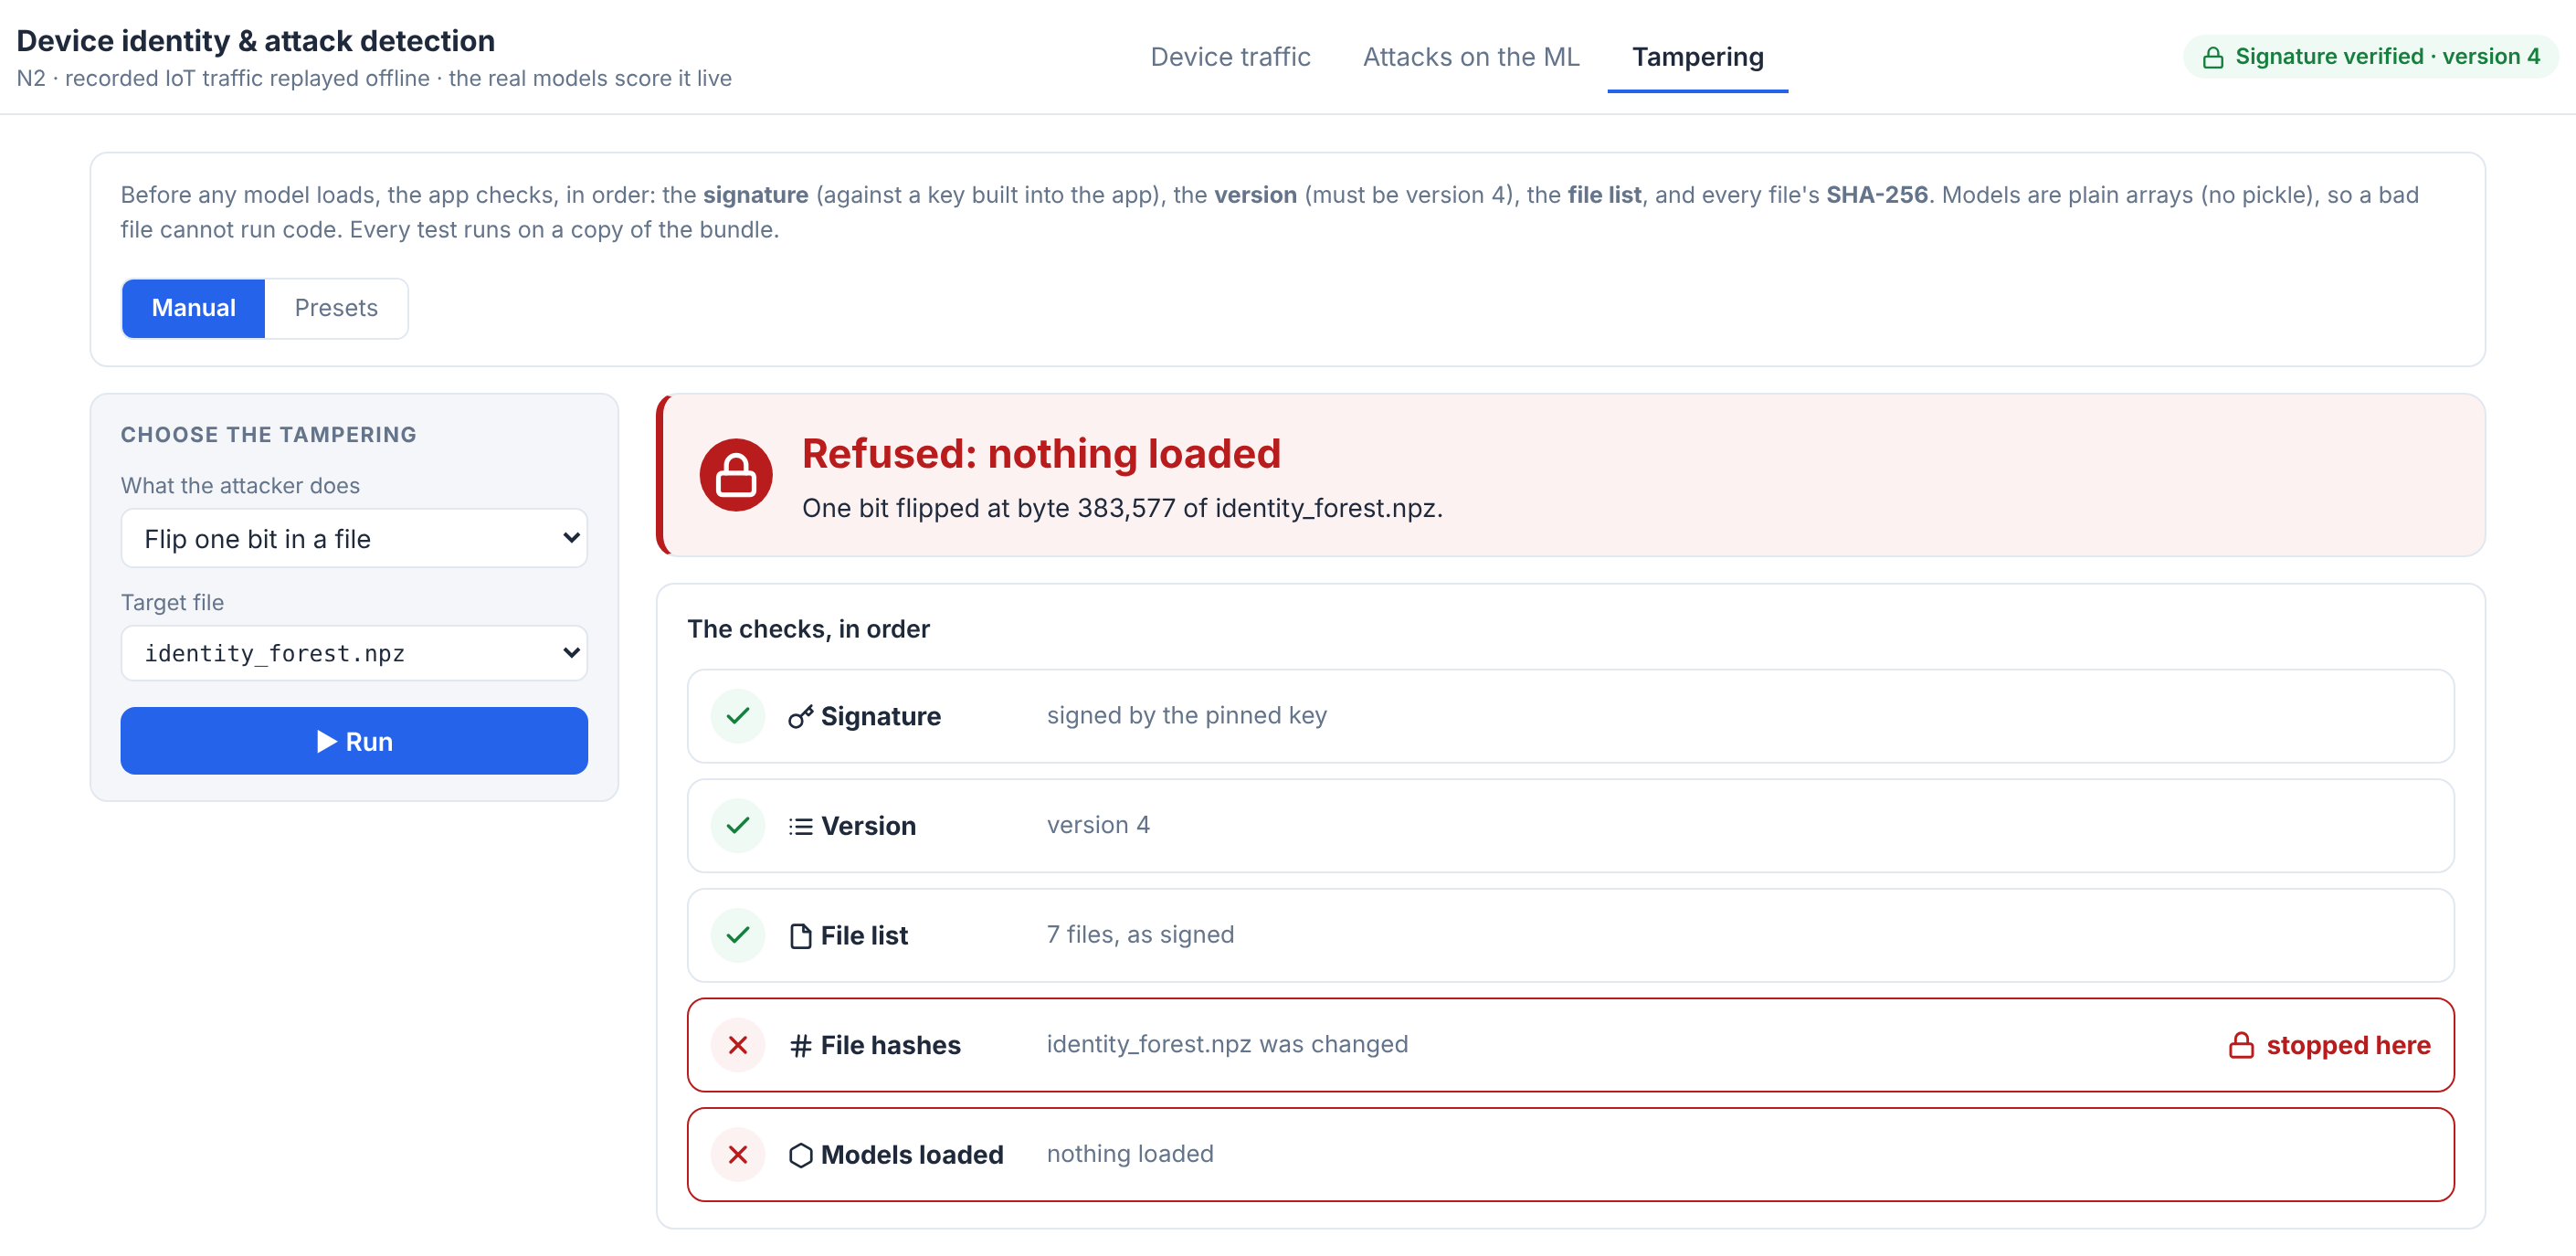 Device identity & attack detection
N2 · recorded IoT traffic replayed offline · the real models score it live
Device traffic
Attacks on the ML
Tampering
Signature verified · version 4
Before any model loads, the app checks, in order: the signature (against a key built into the app), the version (must be version 4), the file list, and every file's SHA-256. Models are plain arrays (no pickle), so a bad
file cannot run code. Every test runs on a copy of the bundle.
Manual
Presets
CHOOSE THE TAMPERING
What the attacker does
Flip one bit in a file
Target file
identity_forest.npz
Run
Refused: nothing loaded
One bit flipped at byte 383,577 of identity_forest.npz.
The checks, in order
Signature
signed by the pinned key
Version
version 4
File list
7 files, as signed
File hashes
identity_forest.npz was changed
stopped here
Models loaded
nothing loaded